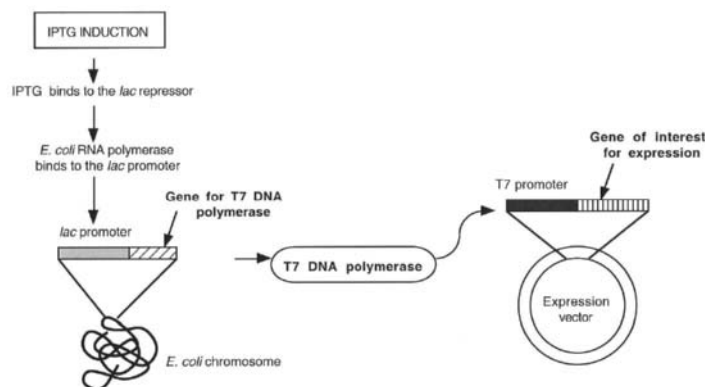 IPTG INDUCTION
IPTG binds to the lac repressor
E. coli RNA polymerase
binds to the lac promoter
Gene for T7 DNA
polymerase
lac promoter
E. coli chromosome
T7 DNA polymerase
Gene of interest
for expression
T7 promoter
Expression
vector